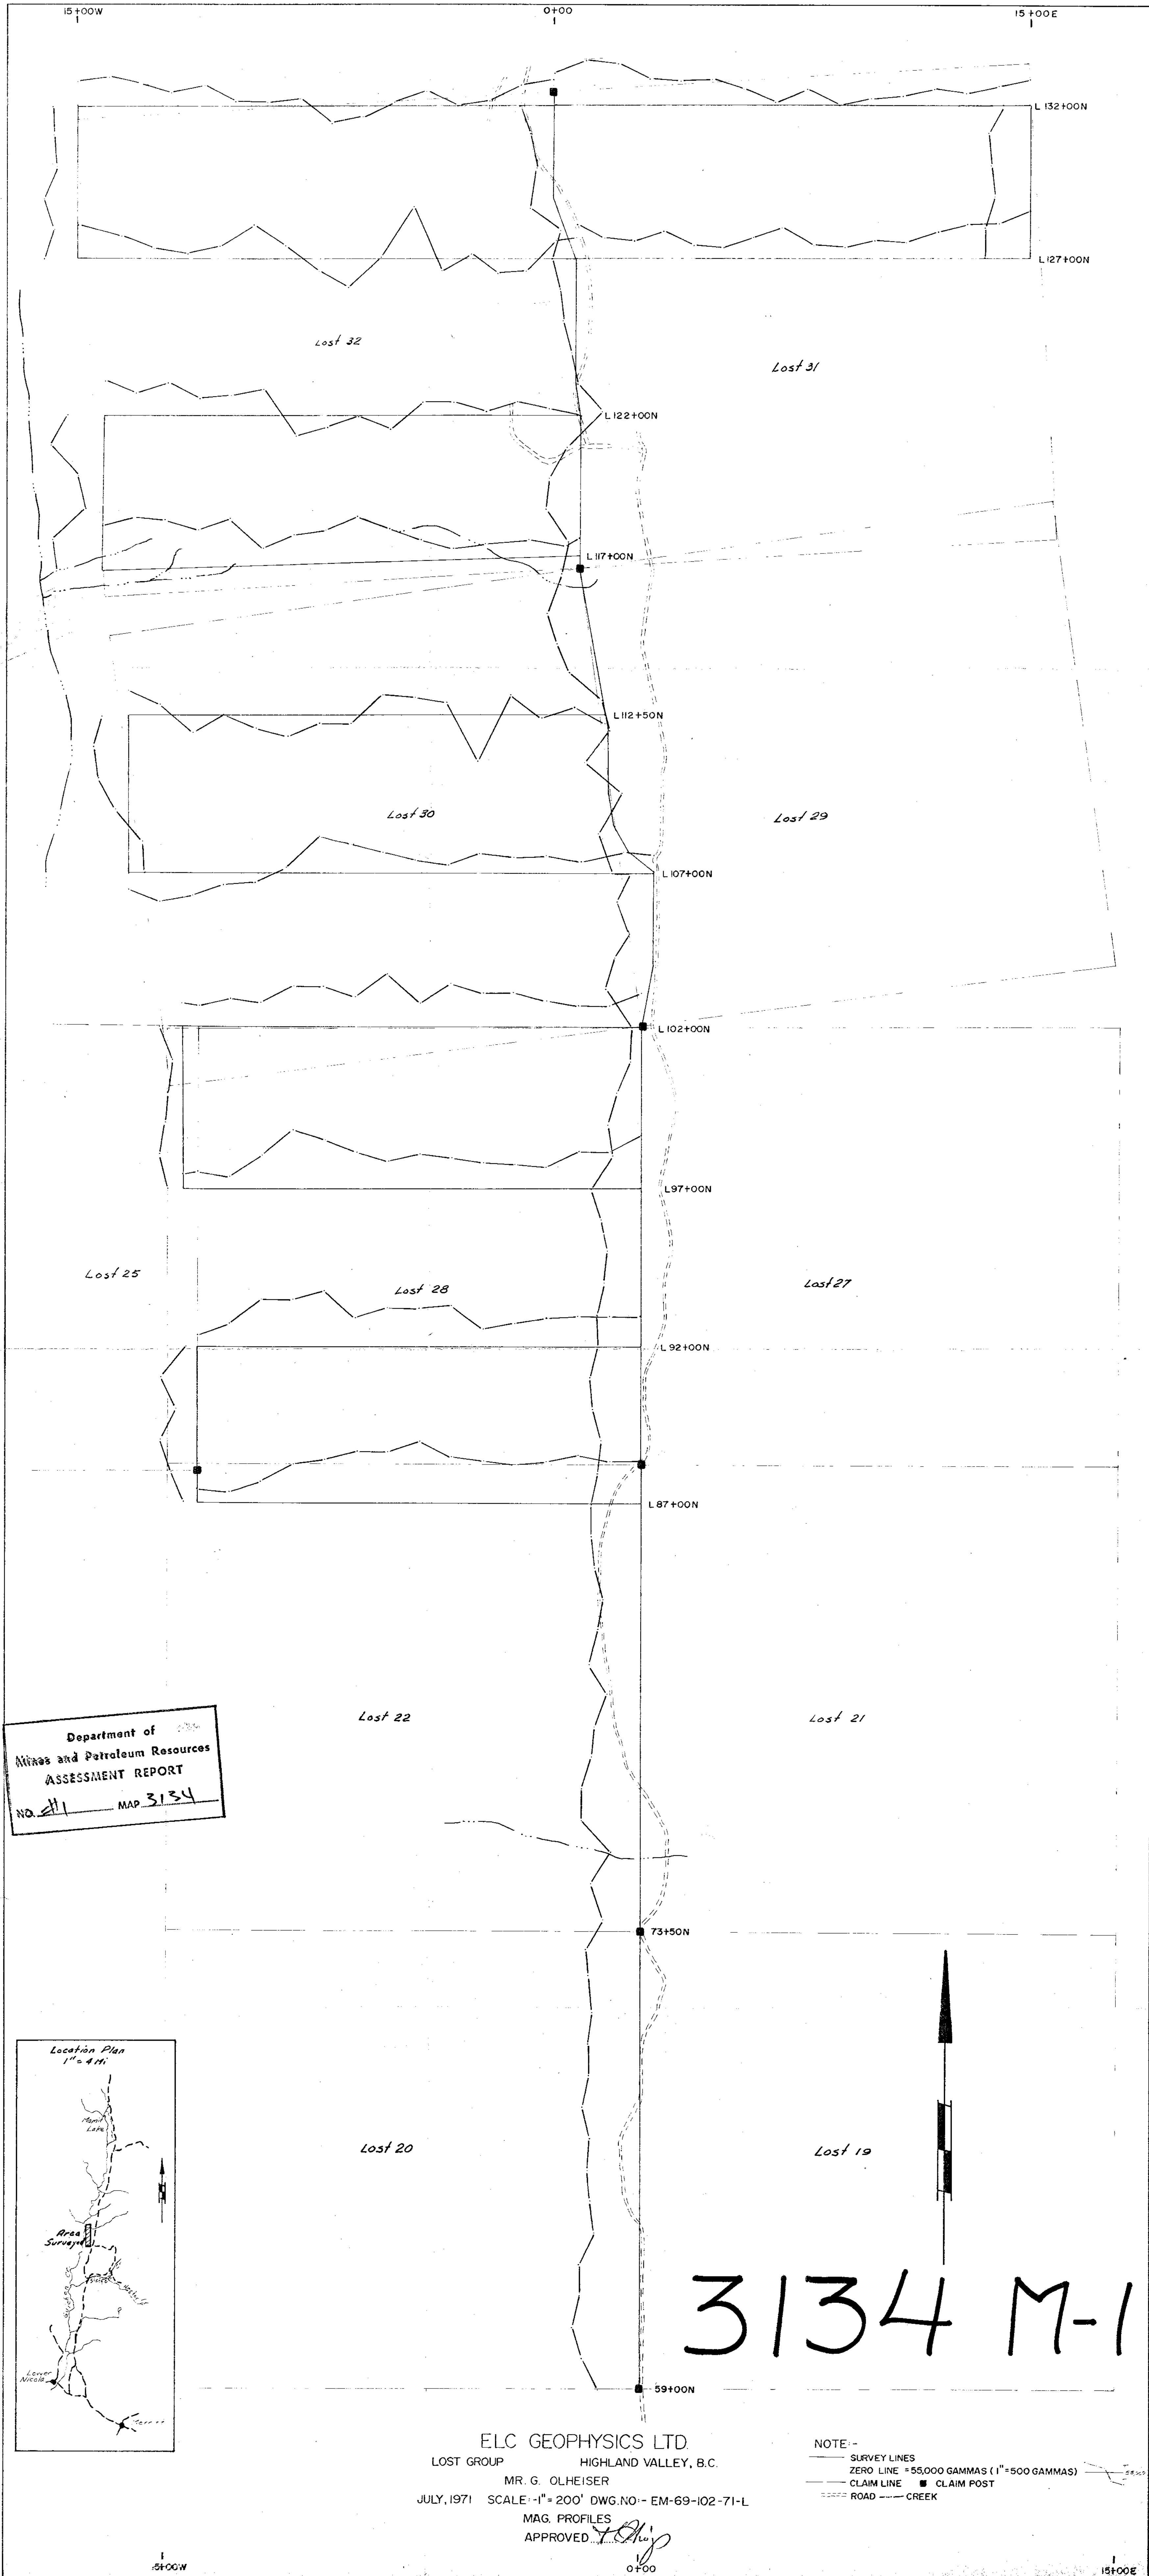 15+00W 0+00 15+00E
L 132+00N
L 127+00N
Lost 32
Lost 31
L 122+00N
L 117+00N
L 112+50N
Lost 30
Lost 29
L 107+00N
L 102+00N
L 97+00N
Lost 25
Lost 28
Lost 27
L 92+00N
L 87+00N
Lost 22
Lost 21
Department of
Mines and Petroleum Resources
ASSESSMENT REPORT
NO. #1 MAP 3134
73+50N
Location Plan
1" = 4 Mi
Mamit
Lake
Area
Surveyed
Lower
Nicola
Lost 20
Lost 19
3134 M-1
59+00N
ELC GEOPHYSICS LTD.
LOST GROUP HIGHLAND VALLEY, B.C.
MR. G. OLHEISER
JULY, 1971 SCALE:-1"= 200' DWG.NO:- EM-69-102-71-L
MAG. PROFILES
APPROVED
NOTE:-
SURVEY LINES
ZERO LINE = 55,000 GAMMAS (1"=500 GAMMAS)
CLAIM LINE CLAIM POST
ROAD CREEK
15+00W 0+00 15+00E